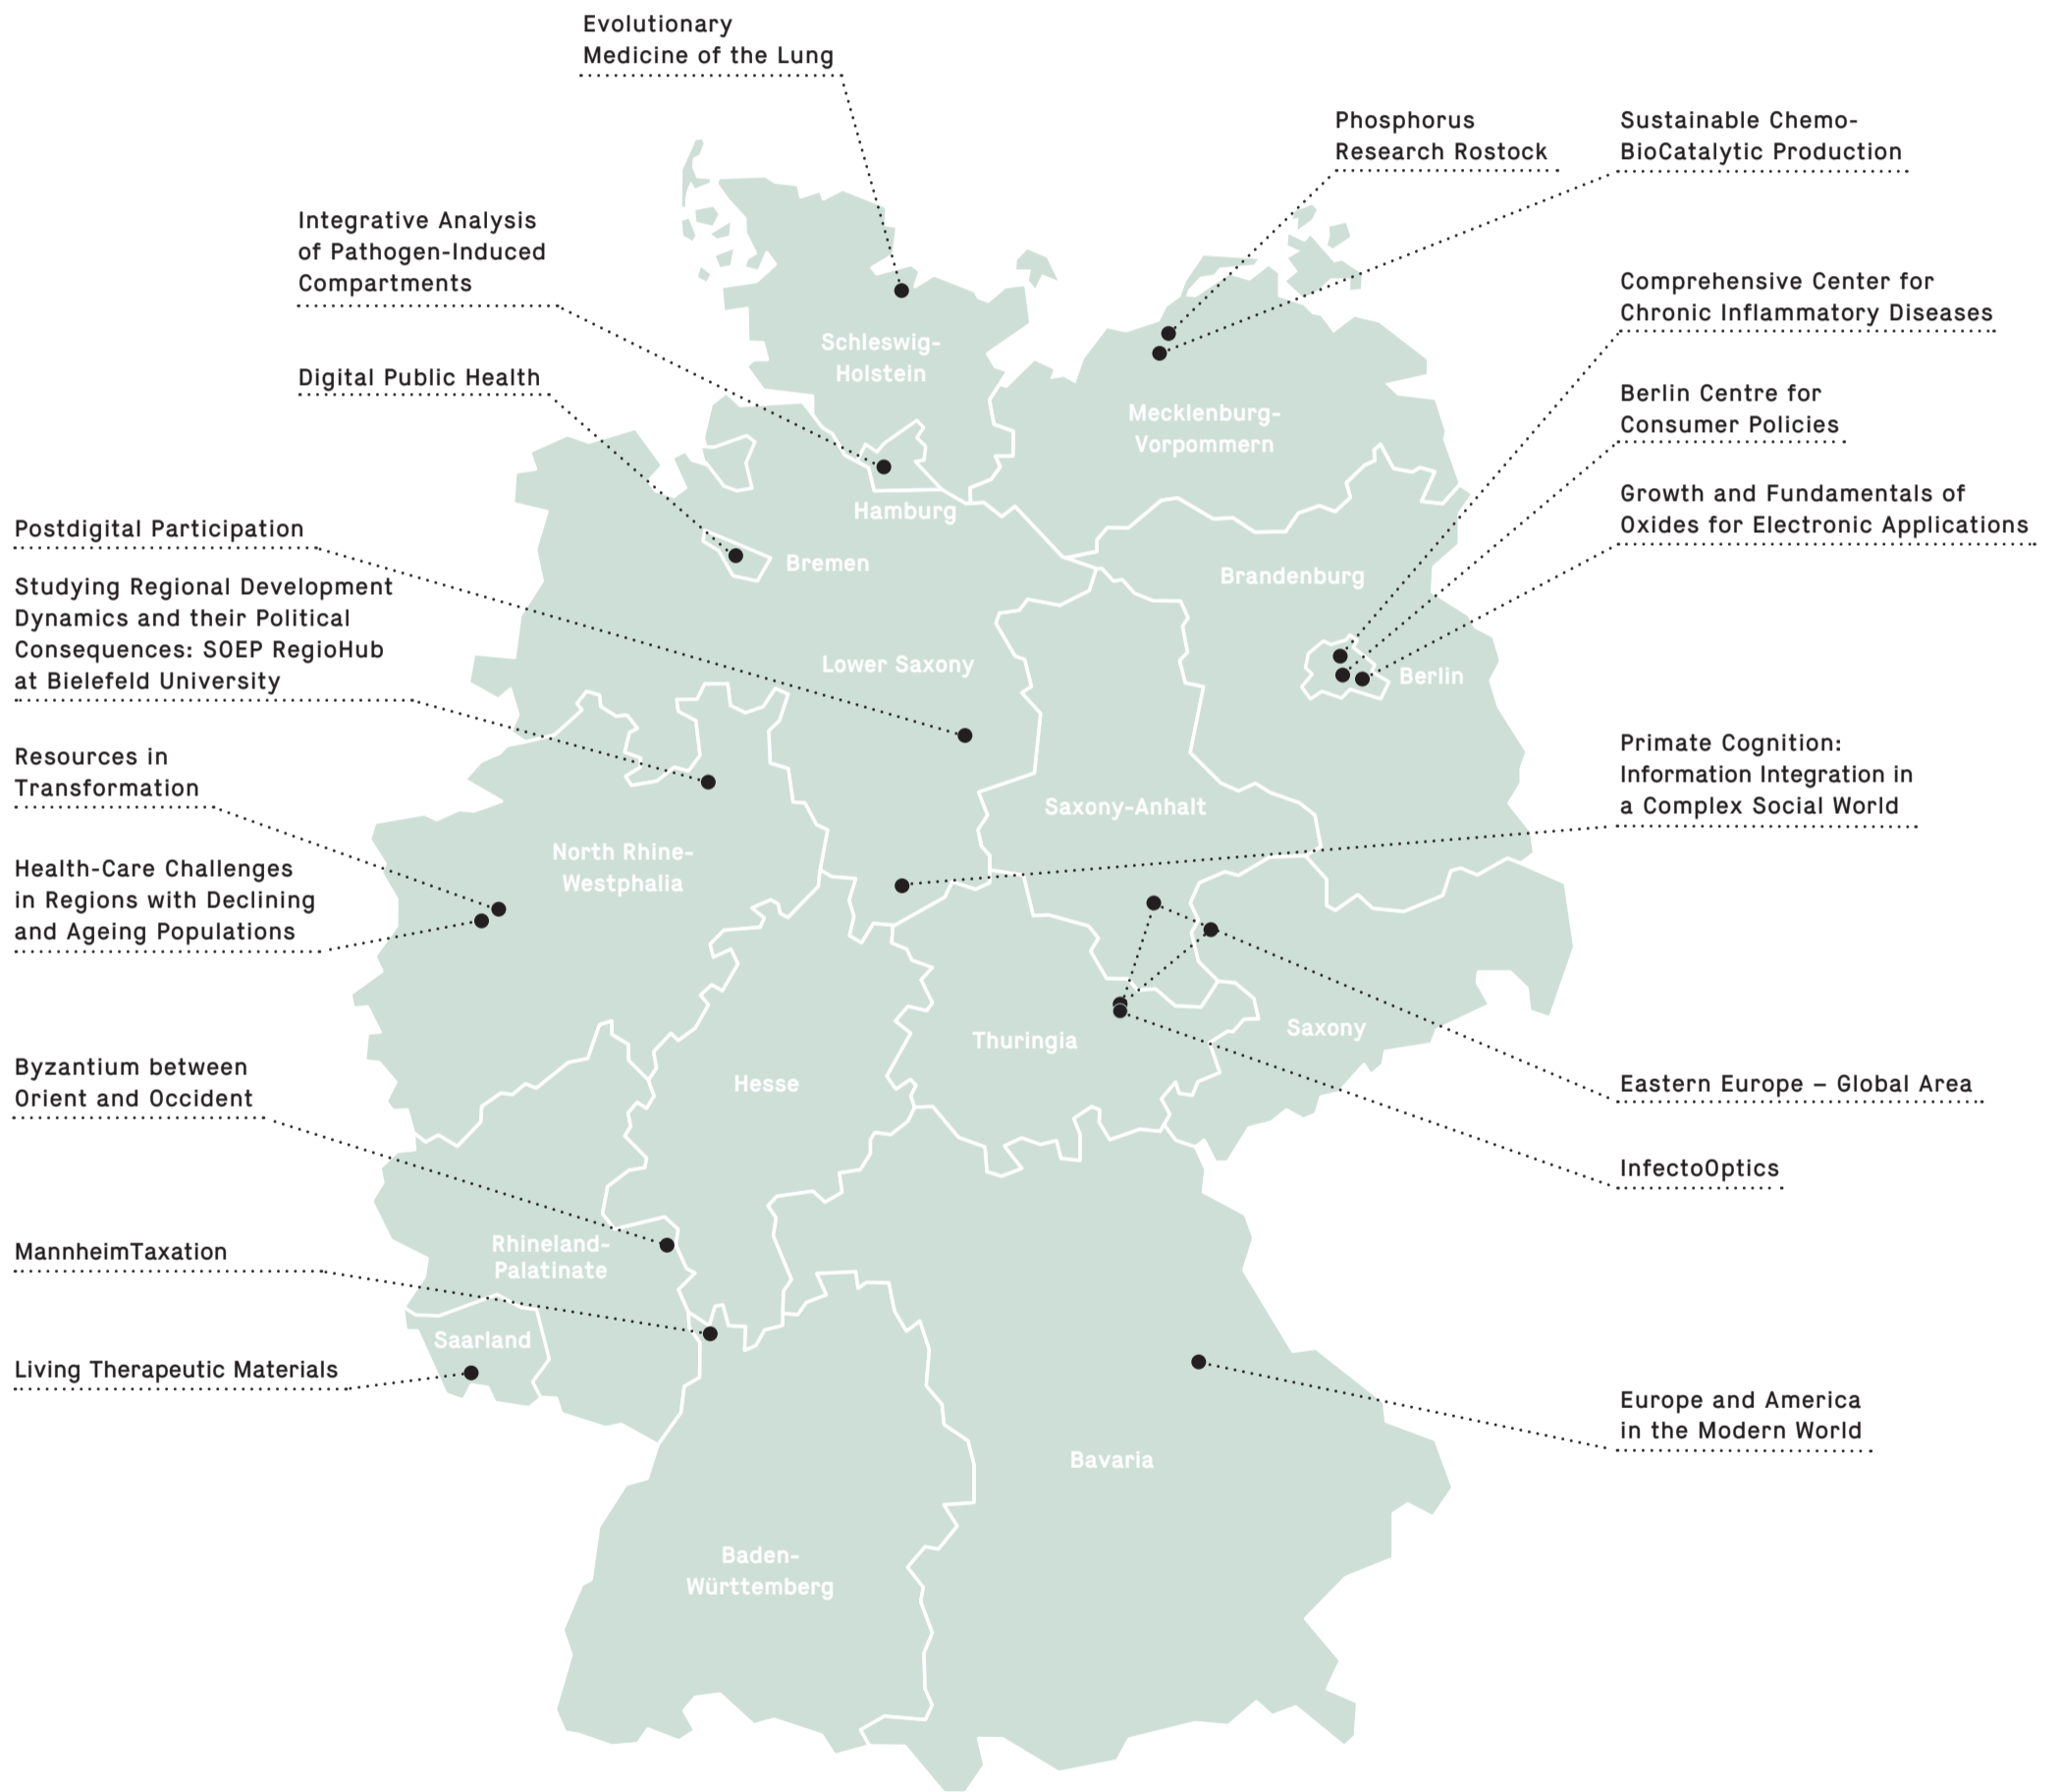 Evolutionary
Medicine of the Lung
Phosphorus
Research Rostock
Sustainable Chemo-
BioCatalytic Production
Integrative Analysis
of Pathogen-Induced
Compartments
Comprehensive Center for
Chronic Inflammatory Diseases
Digital Public Health
Berlin Centre for
Consumer Policies
Growth and Fundamentals of
Oxides for Electronic Applications
Postdigital Participation
Studying Regional Development
Dynamics and their Political
Consequences: SOEP RegioHub
at Bielefeld University
Resources in
Transformation
Primate Cognition:
Information Integration in
a Complex Social World
Health-Care Challenges
in Regions with Declining
and Ageing Populations
Byzantium between
Orient and Occident
Eastern Europe – Global Area
InfectoOptics
MannheimTaxation
Living Therapeutic Materials
Europe and America
in the Modern World
Schleswig-
Holstein
Mecklenburg-
Vorpommern
Hamburg
Bremen
Brandenburg
Lower Saxony
Berlin
Saxony-Anhalt
North Rhine-
Westphalia
Thuringia
Saxony
Hesse
Rhineland-
Palatinate
Saarland
Bavaria
Baden-
Württemberg